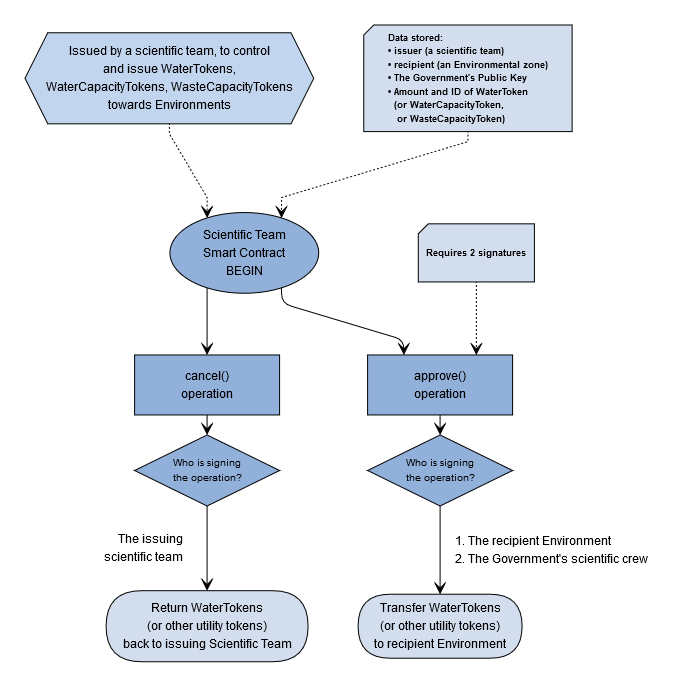 Issued by a scientific team, to control
and issue WaterTokens,
WaterCapacityTokens, WasteCapacityTokens
towards Environments
Data stored:
• issuer (a scientific team)
• recipient (an Environmental zone)
• The Government's Public Key
• Amount and ID of WaterToken
(or WaterCapacityToken,
or WasteCapacityToken)
Scientific Team
Smart Contract
BEGIN
Requires 2 signatures
cancel()
operation
approve()
operation
Who is signing
the operation?
Who is signing
the operation?
The issuing
scientific team
1. The recipient Environment
2. The Government's scientific crew
Return WaterTokens
(or other utility tokens)
back to issuing Scientific Team
Transfer WaterTokens
(or other utility tokens)
to recipient Environment